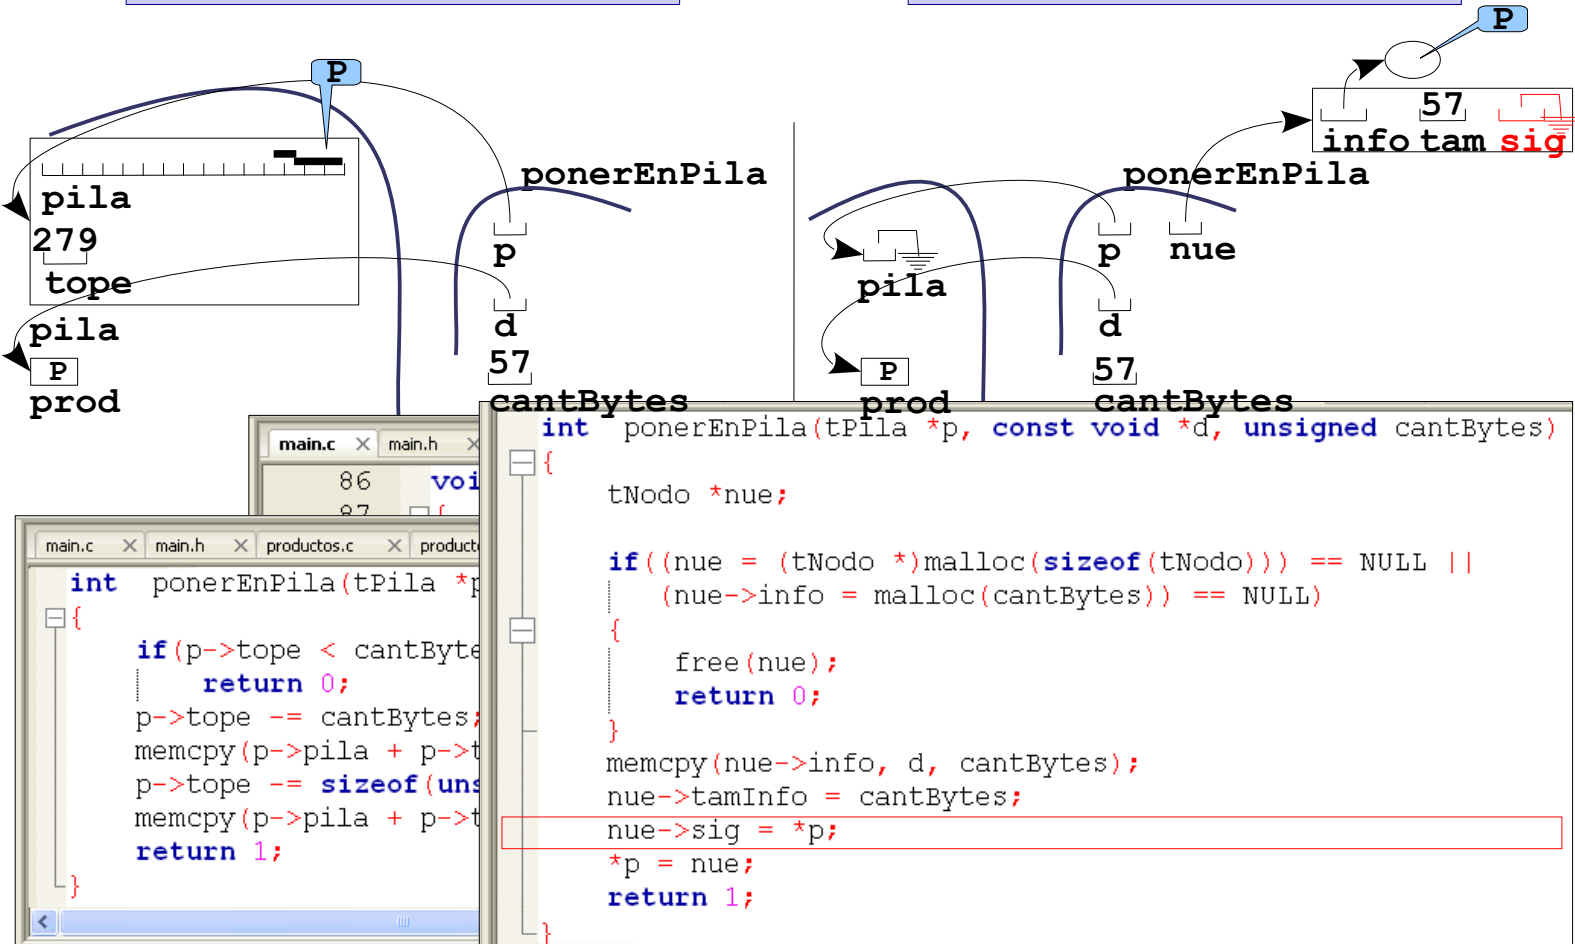 P
P
57
info tam sig
ponerEnPila
ponerEnPila
pila
279
p
p
nue
tope
pila
pila
d
d
57
57
P
P
prod
cantBytes
prod
cantBytes
main.c
main.h
86
voi
87
{
main.c
main.h
productos.c
product
int ponerEnPila(tPila *p
{
if(p->tope < cantByte
return 0;
p->tope -= cantBytes;
memcpy(p->pila + p->t
p->tope -= sizeof(uns
memcpy(p->pila + p->t
return 1;
}
int ponerEnPila(tPila *p, const void *d, unsigned cantBytes)
{
tNodo *nue;
if((nue = (tNodo *)malloc(sizeof(tNodo))) == NULL ||
(nue->info = malloc(cantBytes)) == NULL)
{
free(nue);
return 0;
}
memcpy(nue->info, d, cantBytes);
nue->tamInfo = cantBytes;
nue->sig = *p;
*p = nue;
return 1;
}